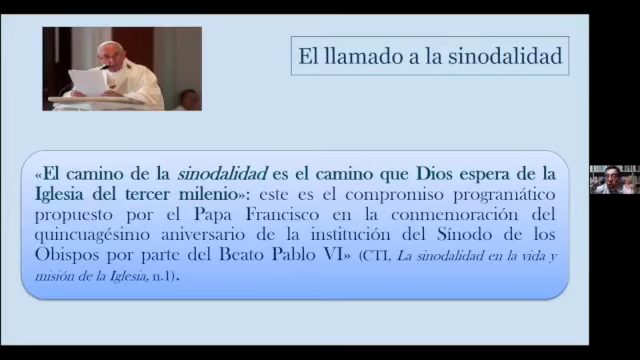 El llamado a la sinodalidad
«El camino de la sinodalidad es el camino que Dios espera de la
Iglesia del tercer milenio»: este es el compromiso programático
propuesto por el Papa Francisco en la conmemoración del
quincuagésimo aniversario de la institución del Sínodo de los
Obispos por parte del Beato Pablo VI» (CTI, La sinodalidad en la vida y
misión de la Iglesia, n.1).